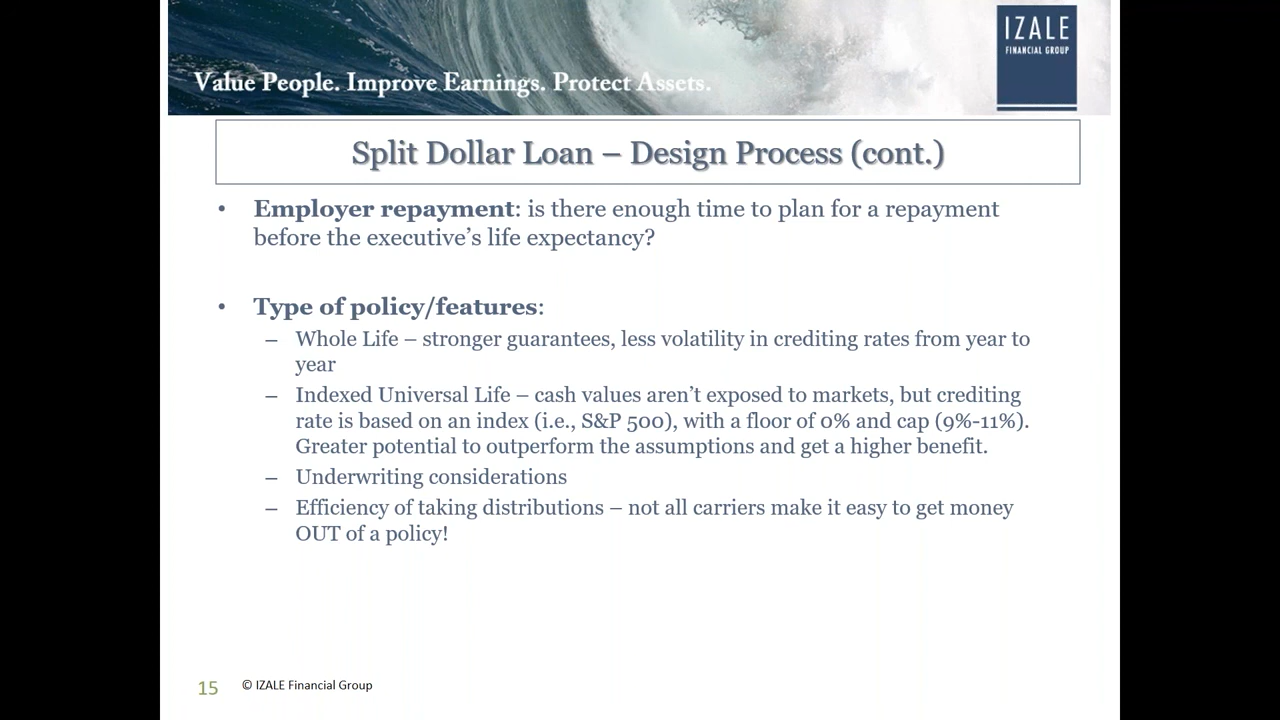 IZALE
FINANCIAL GROUP
Value People. Improve Earnings. Protect Assets.
Split Dollar Loan – Design Process (cont.)
• Employer repayment: is there enough time to plan for a repayment
before the executive’s life expectancy?
• Type of policy/features:
– Whole Life – stronger guarantees, less volatility in crediting rates from year to
year
– Indexed Universal Life – cash values aren’t exposed to markets, but crediting
rate is based on an index (i.e., S&P 500), with a floor of 0% and cap (9%-11%).
Greater potential to outperform the assumptions and get a higher benefit.
– Underwriting considerations
– Efficiency of taking distributions – not all carriers make it easy to get money
OUT of a policy!
15 © IZALE Financial Group